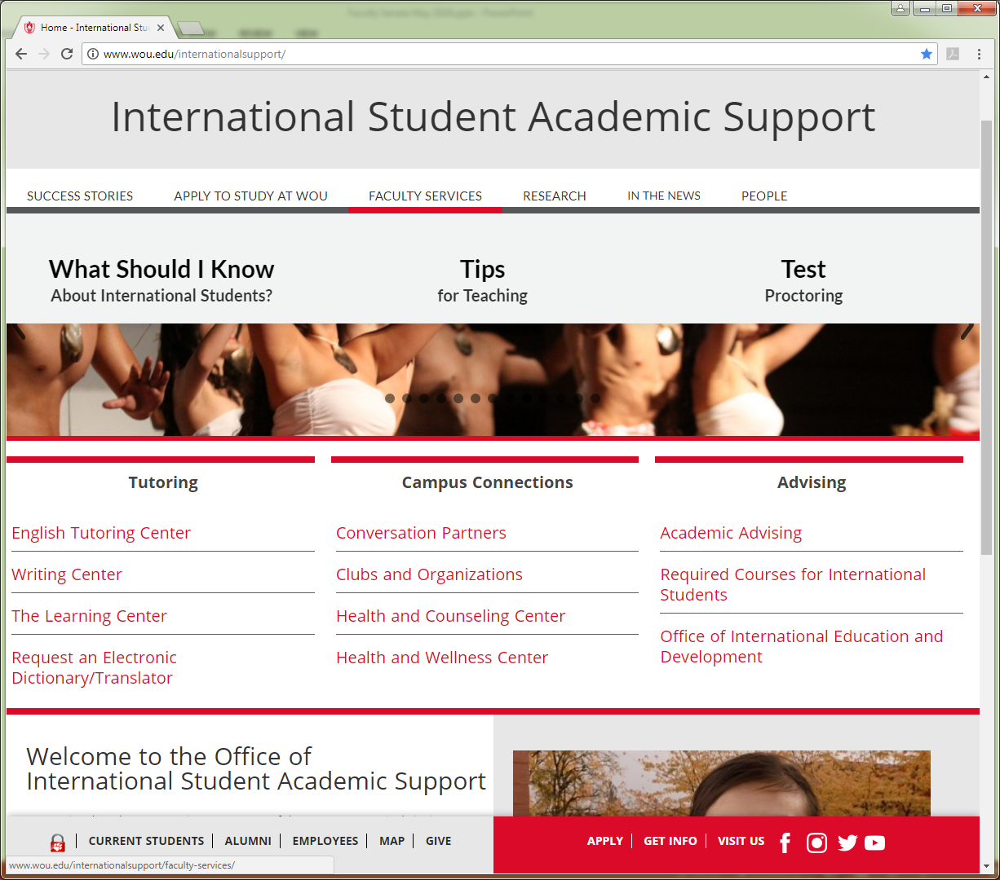 Home - International Stu
www.wou.edu/internationalsupport/
International Student Academic Support
SUCCESS STORIES APPLY TO STUDY AT WOU FACULTY SERVICES RESEARCH IN THE NEWS PEOPLE
What Should I Know Tips Test
About International Students? for Teaching Proctoring
Tutoring
English Tutoring Center
Writing Center
The Learning Center
Request an Electronic
Dictionary/Translator
Campus Connections
Conversation Partners
Clubs and Organizations
Health and Counseling Center
Health and Wellness Center
Advising
Academic Advising
Required Courses for International
Students
Office of International Education and
Development
Welcome to the Office of
International Student Academic Support
CURRENT STUDENTS ALUMNI EMPLOYEES MAP GIVE
APPLY GET INFO VISIT US
www.wou.edu/internationalsupport/faculty-services/